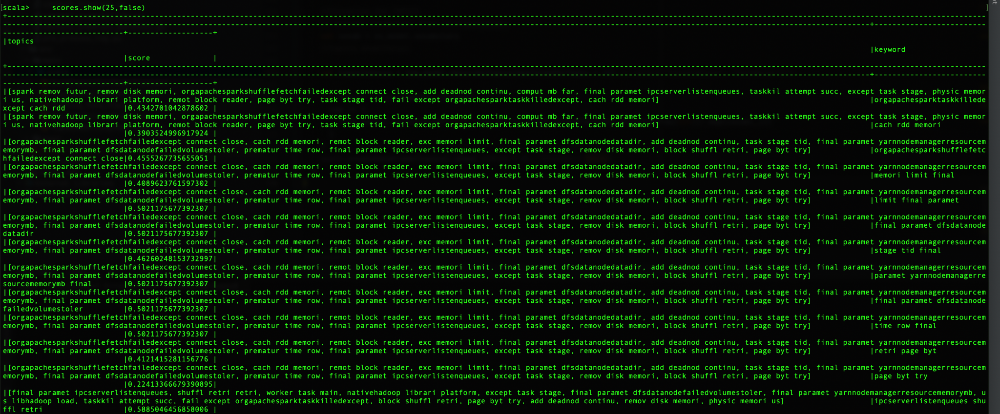 [scala>     scores.show(25,false)                                                    ]
+--------------------------------------------------------------------------------
--------------------------------------------------------------------------------+-------------------------
---------------------------+-------------------+
|topics
|keyword
|score              |
+--------------------------------------------------------------------------------
--------------------------------------------------------------------------------+-------------------------
---------------------------+-------------------+
|[spark remov futur, remov disk memori, orgapachesparkshufflefetchfailedexcept connect close, add deadnod continu, comput mb far, final paramet ipcserverlistenqueues, taskkil attempt succ, except task stage, physic memor
i us, nativehadoop librari platform, remot block reader, page byt try, task stage tid, fail except orgapachesparktaskkilledexcept, cach rdd memori] |orgapachesparktaskkillede
xcept cach rdd |0.4342701042878602 |
|[spark remov futur, remov disk memori, orgapachesparkshufflefetchfailedexcept connect close, add deadnod continu, comput mb far, final paramet ipcserverlistenqueues, taskkil attempt succ, except task stage, physic memor
i us, nativehadoop librari platform, remot block reader, page byt try, task stage tid, fail except orgapachesparktaskkilledexcept, cach rdd memori] |cach rdd memori
|0.3903524996917924 |
|[orgapachesparkshufflefetchfailedexcept connect close, cach rdd memori, remot block reader, exc memori limit, final paramet dfsdatanodedatadir, add deadnod continu, task stage tid, final paramet yarnnodemanagerresourcem
emorymb, final paramet dfsdatanodefailedvolumestoler, prematur time row, final paramet ipcserverlistenqueues, except task stage, remov disk memori, block shuffl retri, page byt try] |orgapachesparkshufflefetc
hfailedexcept connect close|0.4555267735655051 |
|[orgapachesparkshufflefetchfailedexcept connect close, cach rdd memori, remot block reader, exc memori limit, final paramet dfsdatanodedatadir, add deadnod continu, task stage tid, final paramet yarnnodemanagerresourcem
emorymb, final paramet dfsdatanodefailedvolumestoler, prematur time row, final paramet ipcserverlistenqueues, except task stage, remov disk memori, block shuffl retri, page byt try] |memori limit final
|0.4089623761597302 |
|[orgapachesparkshufflefetchfailedexcept connect close, cach rdd memori, remot block reader, exc memori limit, final paramet dfsdatanodedatadir, add deadnod continu, task stage tid, final paramet yarnnodemanagerresourcem
emorymb, final paramet dfsdatanodefailedvolumestoler, prematur time row, final paramet ipcserverlistenqueues, except task stage, remov disk memori, block shuffl retri, page byt try] |limit final paramet
|0.5021175677392307 |
|[orgapachesparkshufflefetchfailedexcept connect close, cach rdd memori, remot block reader, exc memori limit, final paramet dfsdatanodedatadir, add deadnod continu, task stage tid, final paramet yarnnodemanagerresourcem
emorymb, final paramet dfsdatanodefailedvolumestoler, prematur time row, final paramet ipcserverlistenqueues, except task stage, remov disk memori, block shuffl retri, page byt try] |final paramet dfsdatanode
datadir |0.5021175677392307 |
|[orgapachesparkshufflefetchfailedexcept connect close, cach rdd memori, remot block reader, exc memori limit, final paramet dfsdatanodedatadir, add deadnod continu, task stage tid, final paramet yarnnodemanagerresourcem
emorymb, final paramet dfsdatanodefailedvolumestoler, prematur time row, final paramet ipcserverlistenqueues, except task stage, remov disk memori, block shuffl retri, page byt try] |stage tid final
|0.46260248153732997|
|[orgapachesparkshufflefetchfailedexcept connect close, cach rdd memori, remot block reader, exc memori limit, final paramet dfsdatanodedatadir, add deadnod continu, task stage tid, final paramet yarnnodemanagerresourcem
emorymb, final paramet dfsdatanodefailedvolumestoler, prematur time row, final paramet ipcserverlistenqueues, except task stage, remov disk memori, block shuffl retri, page byt try] |paramet yarnnodemanagerre
sourcememorymb final |0.5021175677392307 |
|[orgapachesparkshufflefetchfailedexcept connect close, cach rdd memori, remot block reader, exc memori limit, final paramet dfsdatanodedatadir, add deadnod continu, task stage tid, final paramet yarnnodemanagerresourcem
emorymb, final paramet dfsdatanodefailedvolumestoler, prematur time row, final paramet ipcserverlistenqueues, except task stage, remov disk memori, block shuffl retri, page byt try] |final paramet dfsdatanode
failedvolumestoler |0.5021175677392307 |
|[orgapachesparkshufflefetchfailedexcept connect close, cach rdd memori, remot block reader, exc memori limit, final paramet dfsdatanodedatadir, add deadnod continu, task stage tid, final paramet yarnnodemanagerresourcem
emorymb, final paramet dfsdatanodefailedvolumestoler, prematur time row, final paramet ipcserverlistenqueues, except task stage, remov disk memori, block shuffl retri, page byt try] |time row final
|0.5021175677392307 |
|[orgapachesparkshufflefetchfailedexcept connect close, cach rdd memori, remot block reader, exc memori limit, final paramet dfsdatanodedatadir, add deadnod continu, task stage tid, final paramet yarnnodemanagerresourcem
emorymb, final paramet dfsdatanodefailedvolumestoler, prematur time row, final paramet ipcserverlistenqueues, except task stage, remov disk memori, block shuffl retri, page byt try] |retri page byt
|0.4121415281156776 |
|[orgapachesparkshufflefetchfailedexcept connect close, cach rdd memori, remot block reader, exc memori limit, final paramet dfsdatanodedatadir, add deadnod continu, task stage tid, final paramet yarnnodemanagerresourcem
emorymb, final paramet dfsdatanodefailedvolumestoler, prematur time row, final paramet ipcserverlistenqueues, except task stage, remov disk memori, block shuffl retri, page byt try] |page byt try
|0.22413366679390895|
|[final paramet ipcserverlistenqueues, shuffl retri retri, worker task main, nativehadoop librari platform, except task stage, final paramet dfsdatanodefailedvolumestoler, final paramet yarnnodemanagerresourcememorymb, u
s libhadoop load, taskkil attempt succ, fail except orgapachesparktaskkilledexcept, block shuffl retri, page byt try, add deadnod continu, remov disk memori, physic memori us] |ipcserverlistenqueues shu
ffl retri |0.5885046456858006 |